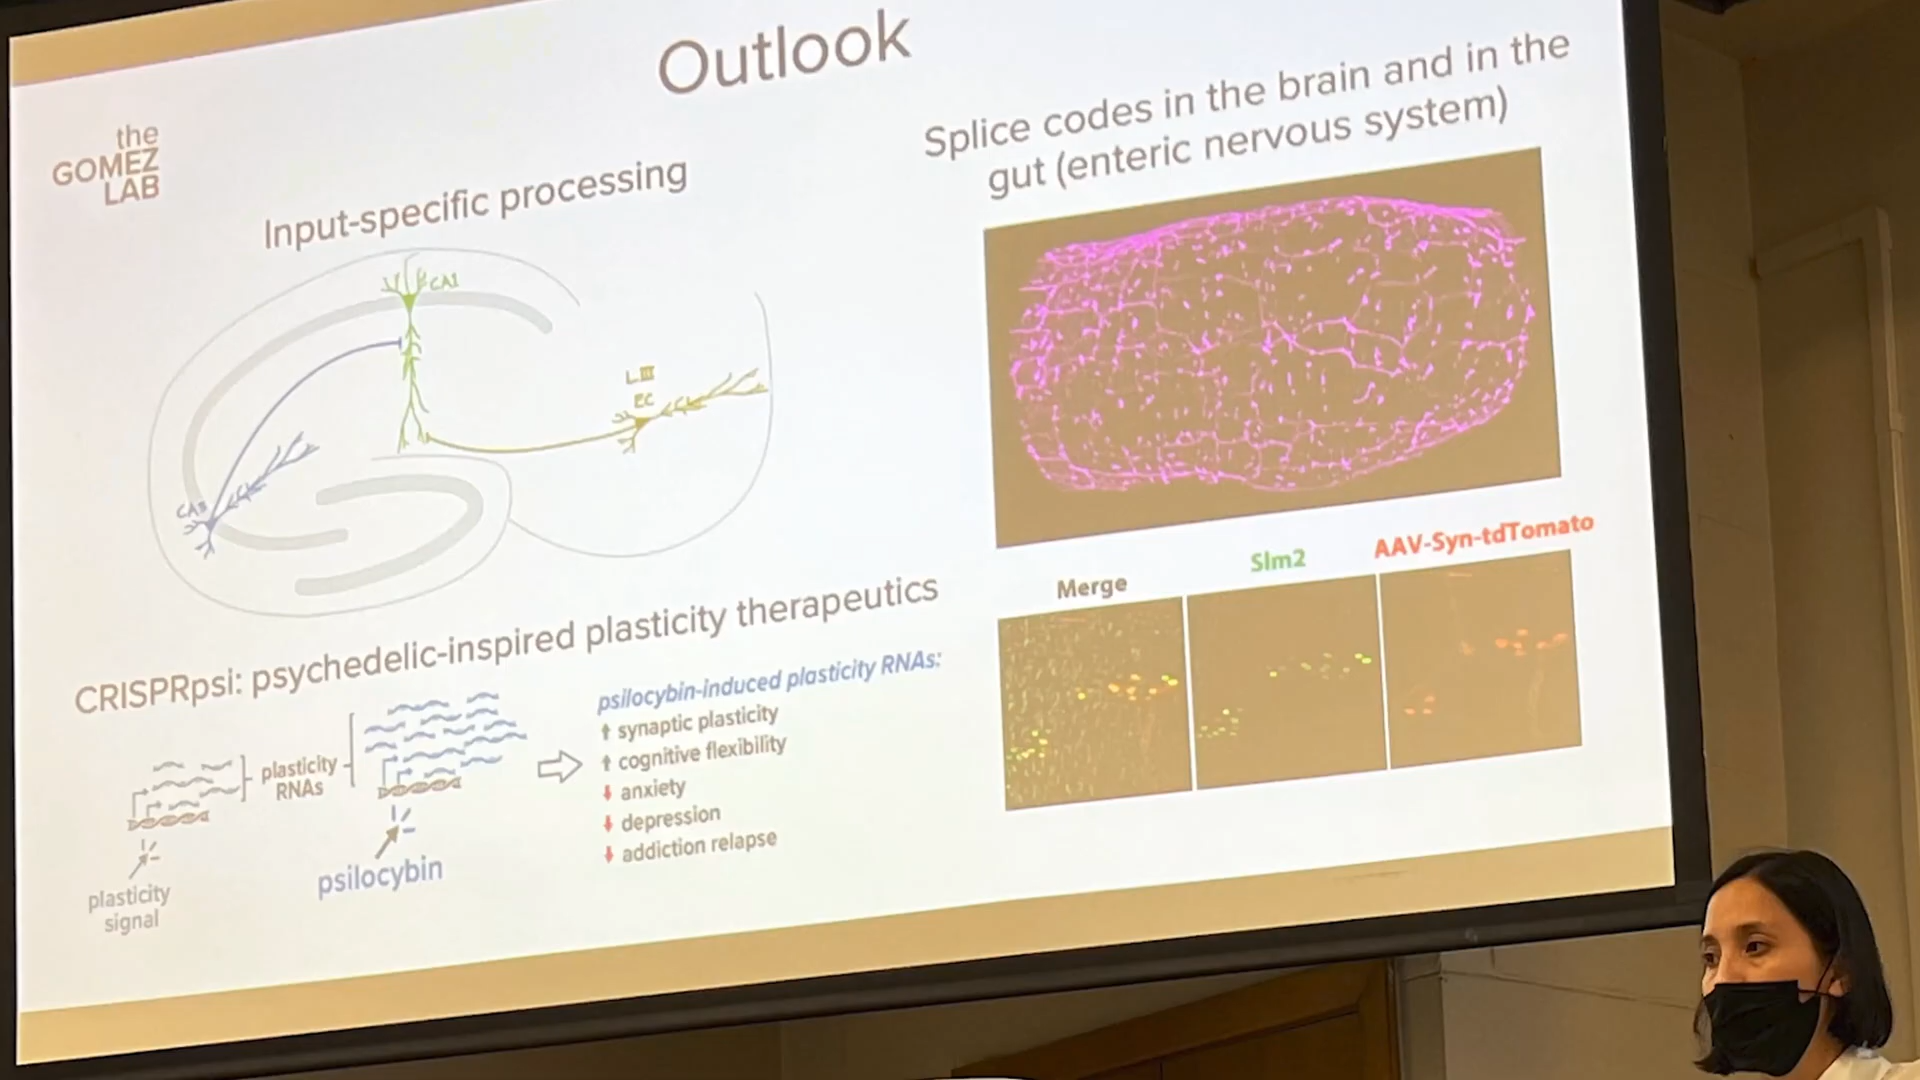 Outlook
the
GOMEZ
LAB
Input-specific processing
CA1
LIII
EC
CA3
Splice codes in the brain and in the
gut (enteric nervous system)
Merge
Slm2
AAV-Syn-tdTomato
CRISPRpsi: psychedelic-inspired plasticity therapeutics
plasticity
signal
plasticity
RNAs
psilocybin
psilocybin-induced plasticity RNAs:
↑ synaptic plasticity
↑ cognitive flexibility
↓ anxiety
↓ depression
↓ addiction relapse